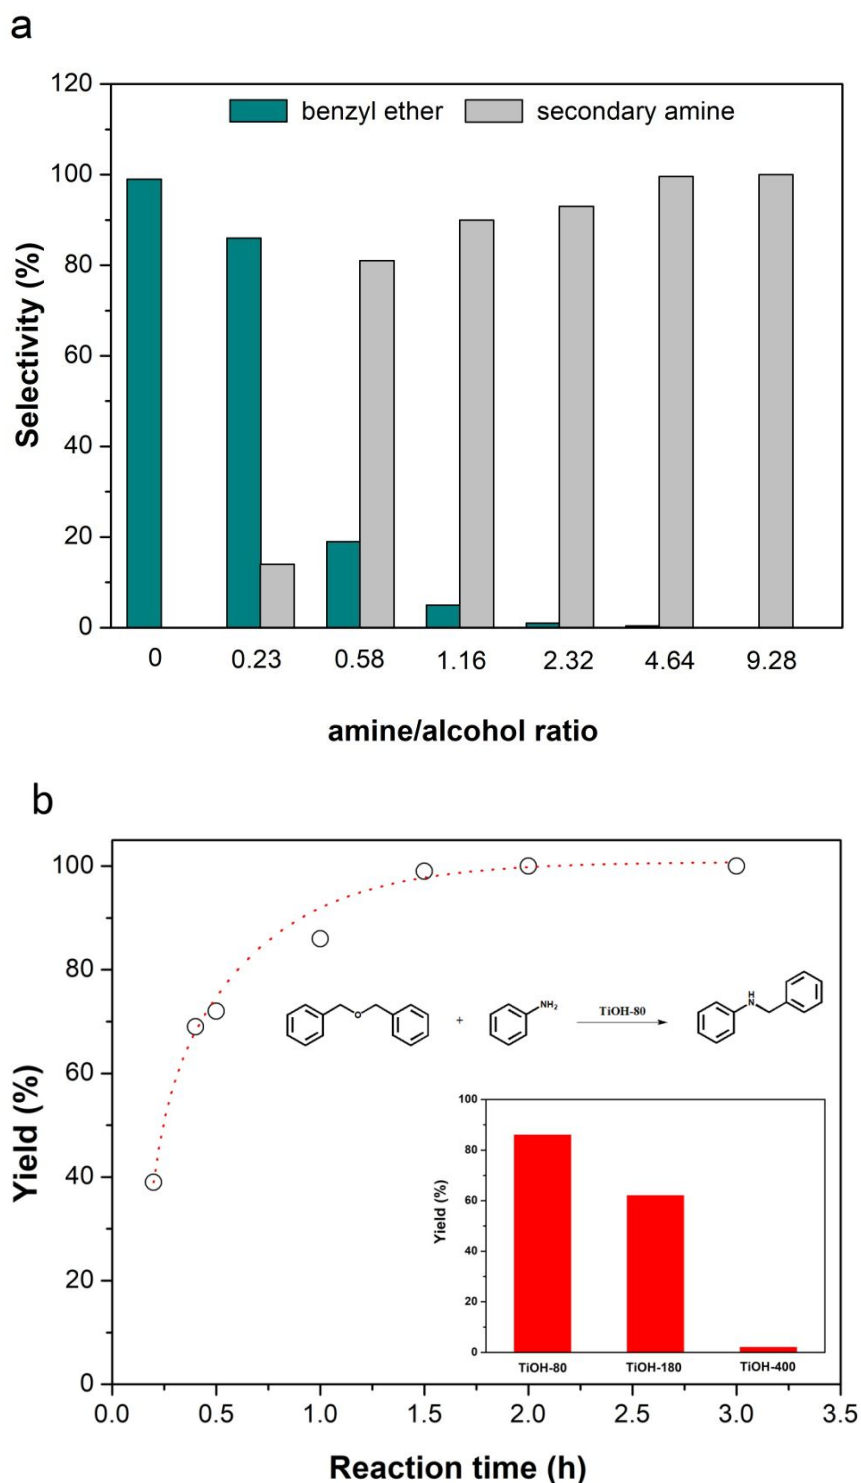 a
120
100
80
60
40
20
0
Selectivity (%)
benzyl ether
secondary amine
0 0.23 0.58 1.16 2.32 4.64 9.28
amine/alcohol ratio
b
100
80
60
40
20
0
Yield (%)
O + NH₂ TiOH-80 H N
100
80
60
40
20
0
Yield (%)
TiOH-80 TiOH-180 TiOH-400
0.0 0.5 1.0 1.5 2.0 2.5 3.0 3.5
Reaction time (h)